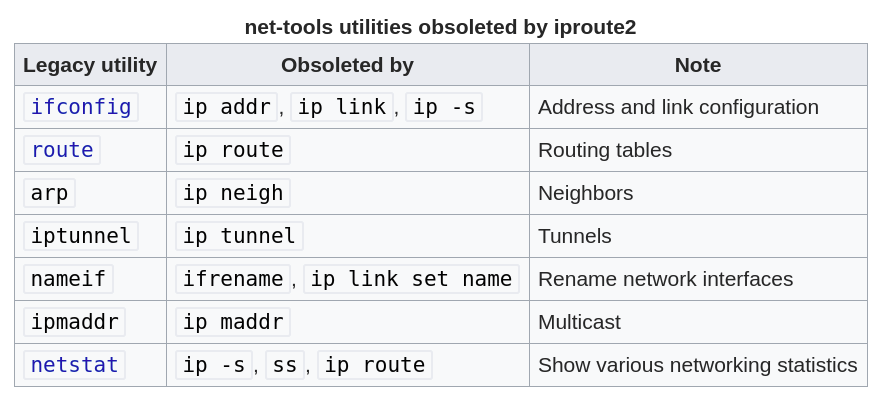 net-tools utilities obsoleted by iproute2
Legacy utility Obsoleted by Note
ifconfig ip addr, ip link, ip -s Address and link configuration
route ip route Routing tables
arp ip neigh Neighbors
iptunnel ip tunnel Tunnels
nameif ifrename, ip link set name Rename network interfaces
ipmaddr ip maddr Multicast
netstat ip -s, ss, ip route Show various networking statistics